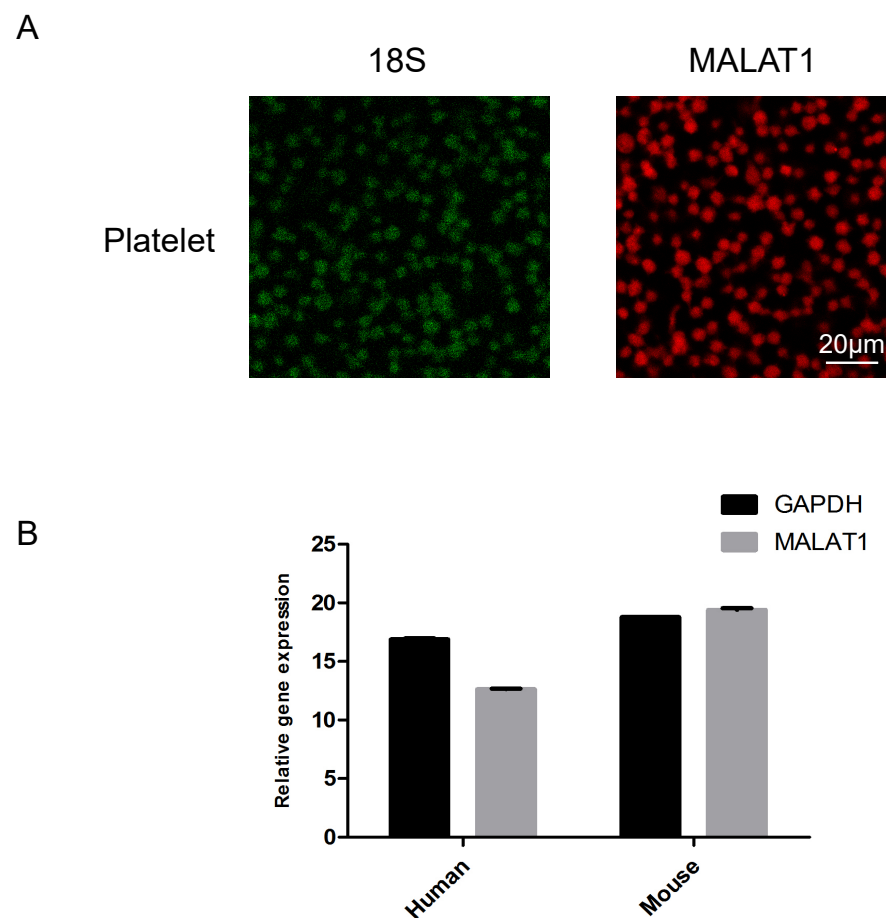 A
18S
MALAT1
Platelet
20μm
B
GAPDH
MALAT1
Relative gene expression
25
20
15
10
5
0
Human
Mouse